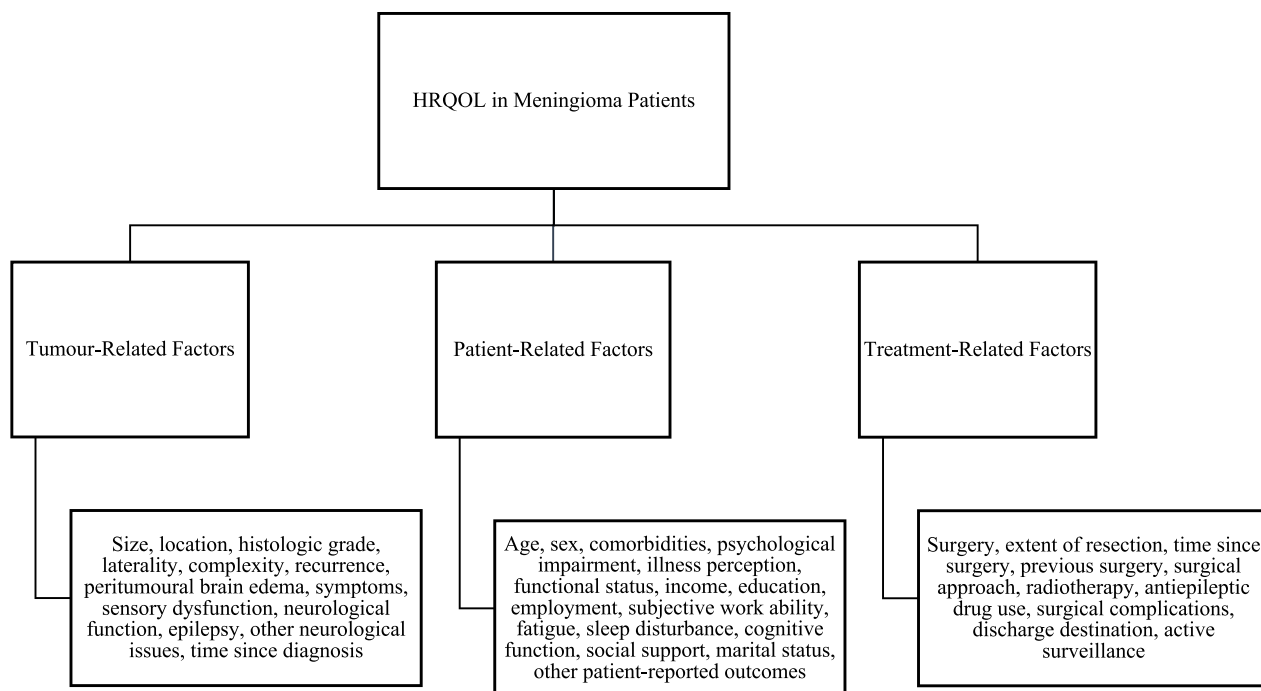 HRQOL in Meningioma Patients
Tumour-Related Factors
Patient-Related Factors
Treatment-Related Factors
Size, location, histologic grade,
laterality, complexity, recurrence,
peritumoural brain edema, symptoms,
sensory dysfunction, neurological
function, epilepsy, other neurological
issues, time since diagnosis
Age, sex, comorbidities, psychological
impairment, illness perception,
functional status, income, education,
employment, subjective work ability,
fatigue, sleep disturbance, cognitive
function, social support, marital status,
other patient-reported outcomes
Surgery, extent of resection, time since
surgery, previous surgery, surgical
approach, radiotherapy, antiepileptic
drug use, surgical complications,
discharge destination, active
surveillance